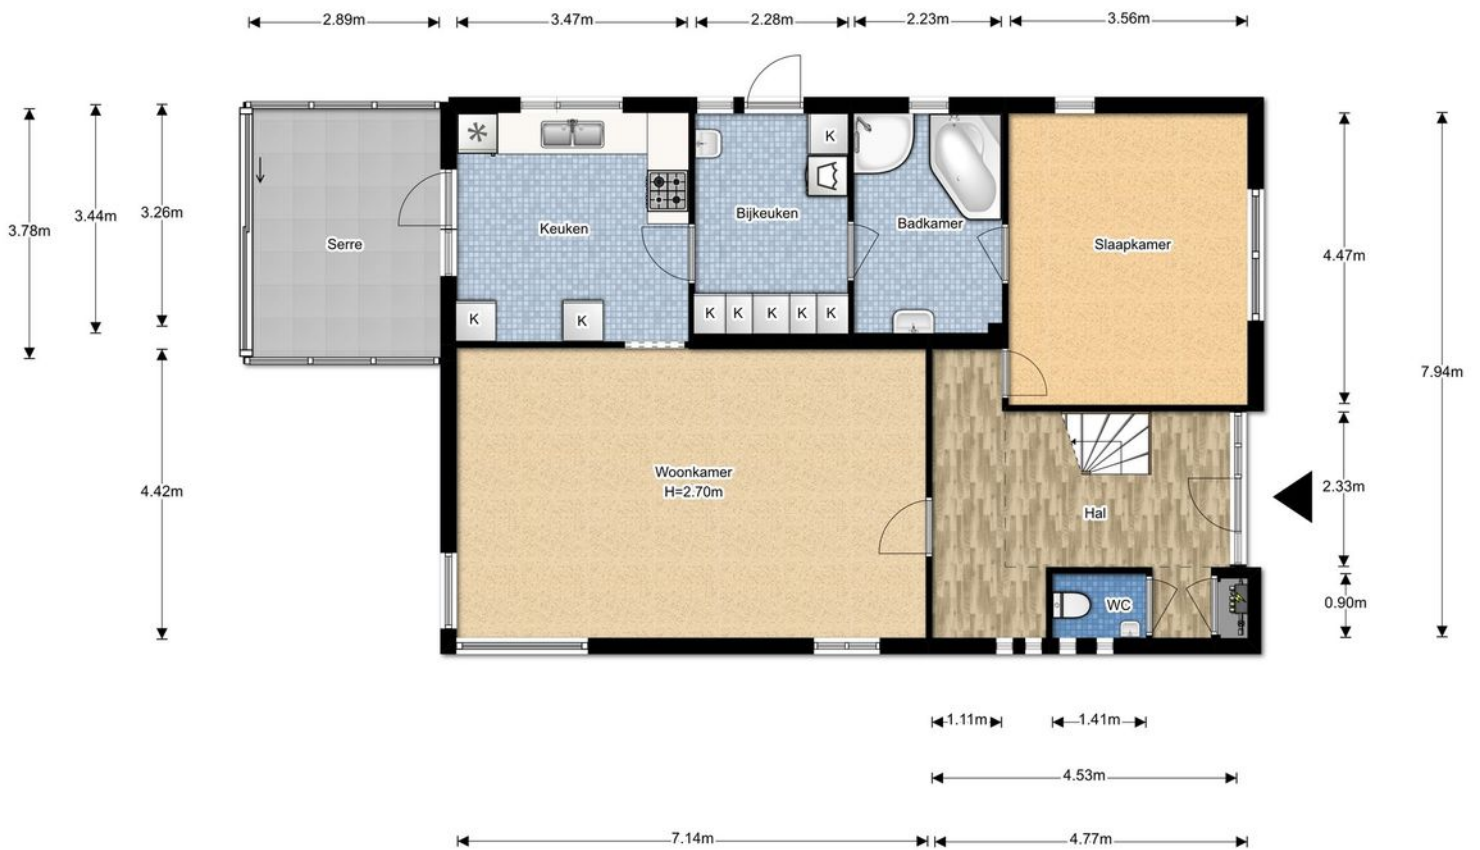 2.89m
3.47m
2.28m
2.23m
3.56m
3.78m
3.44m
3.26m
4.42m
4.47m
7.94m
2.33m
0.90m
K
Bijkeuken
Badkamer
Keuken
Serre
Slaapkamer
K
K
K K K K K
Woonkamer
H=2.70m
Hal
WC
1.11m
1.41m
4.53m
7.14m
4.77m